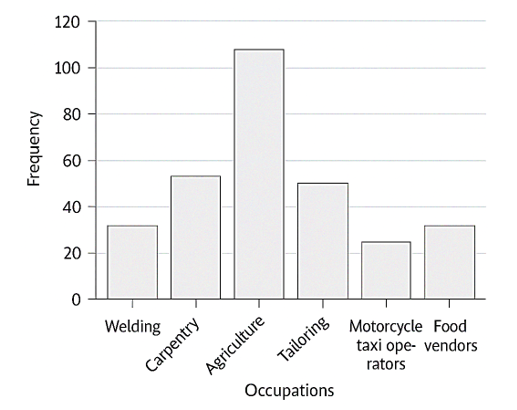 120
100
80
60
40
20
0
Frequency
Welding
Carpentry
Agriculture
Tailoring
Motorcycle
taxi ope-
rators
Food
vendors
Occupations